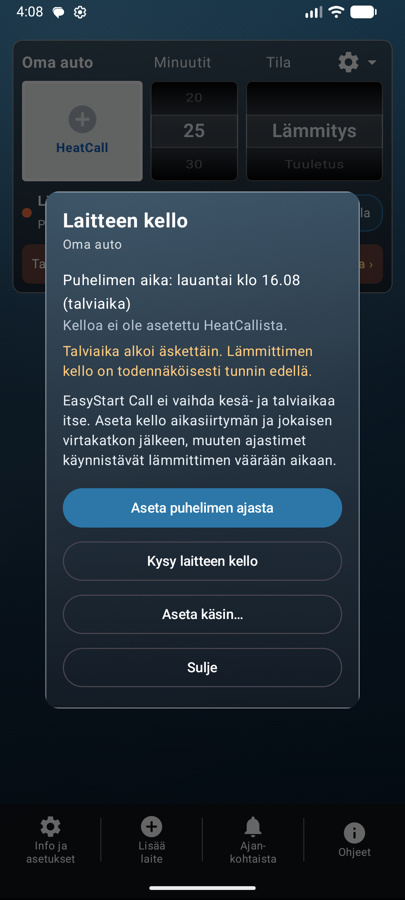 4:08
Oma auto
Minuutit
Tila
20
25
30
Lämmitys
Tuuletus
HeatCall
Laitteen kello
Oma auto
Puhelimen aika: lauantai klo 16.08
(talviaika)
Kelloa ei ole asetettu HeatCallista.
Talviaika alkoi äskettäin. Lämmittimen
kello on todennäköisesti tunnin edellä.
EasyStart Call ei vaihda kesä- ja talviaikaa
itse. Aseta kello aikasiirtymän ja jokaisen
virtakatkon jälkeen, muuten ajastimet
käynnistävät lämmittimen väärään aikaan.
Aseta puhelimen ajasta
Kysy laitteen kello
Aseta käsin...
Sulje
Info ja
asetukset
Lisää
laite
Ajan-
kohtaista
Ohjeet